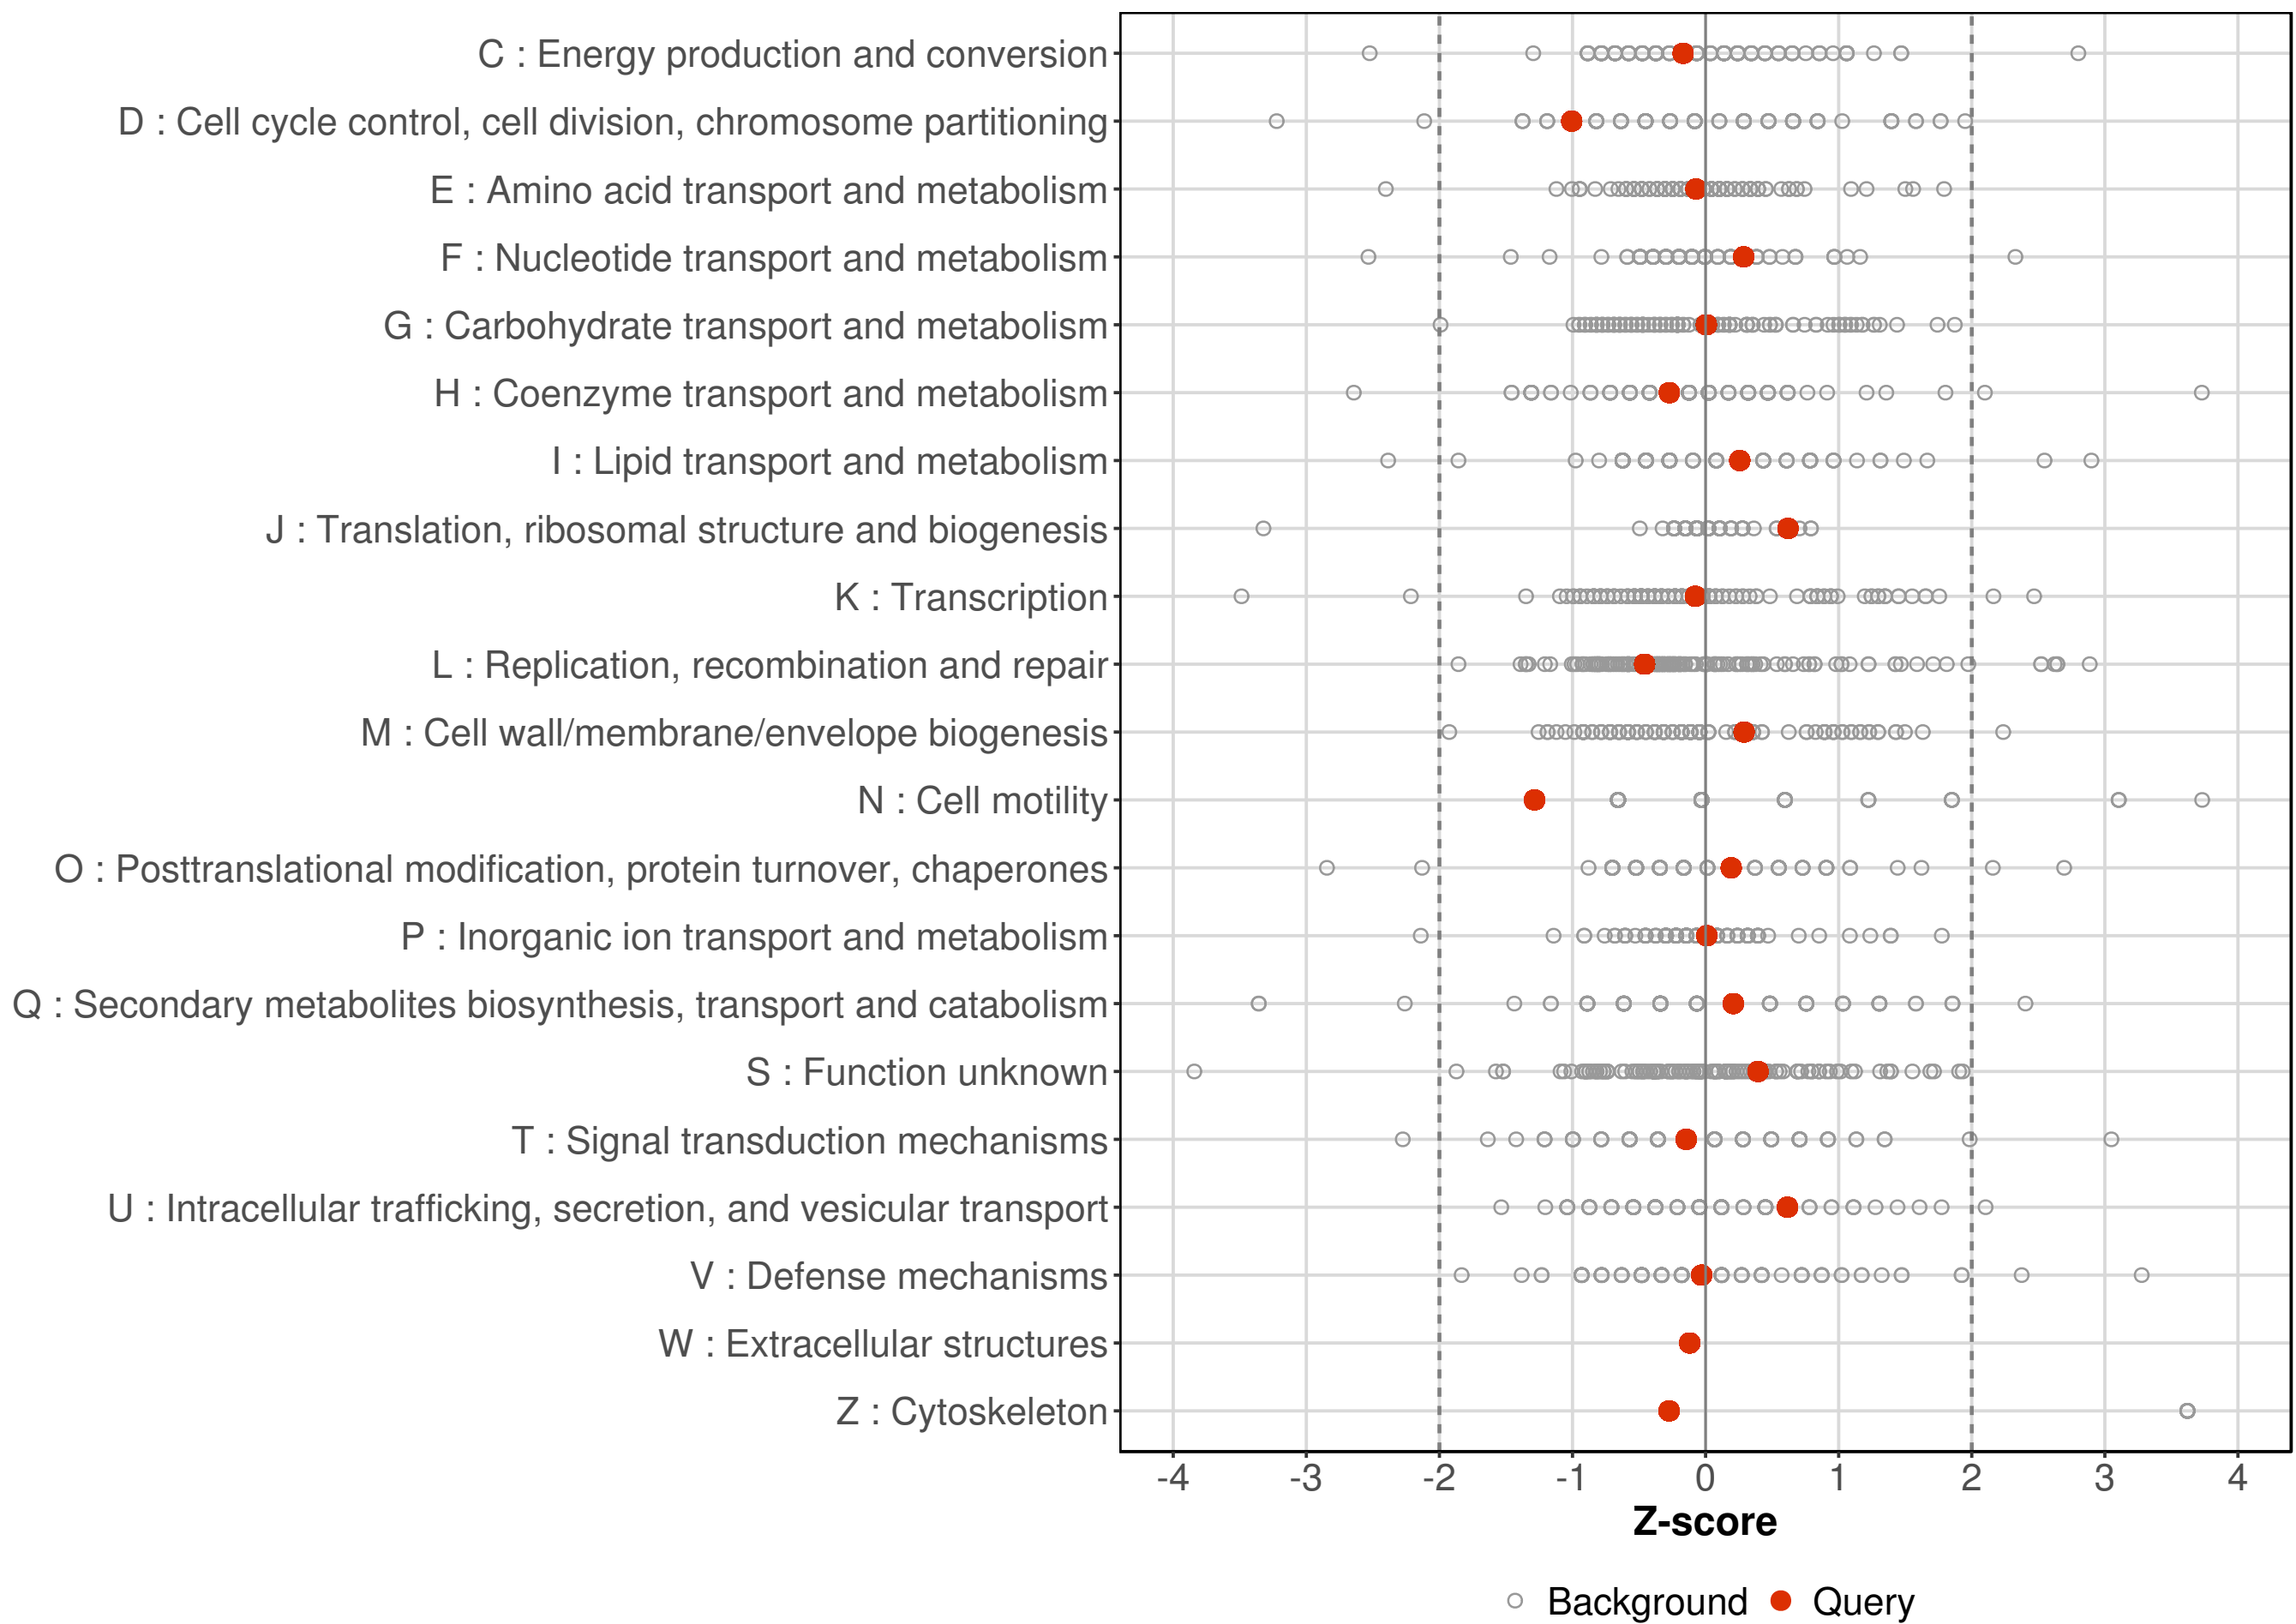 C : Energy production and conversion
D : Cell cycle control, cell division, chromosome partitioning
E : Amino acid transport and metabolism
F : Nucleotide transport and metabolism
G : Carbohydrate transport and metabolism
H : Coenzyme transport and metabolism
I : Lipid transport and metabolism
J : Translation, ribosomal structure and biogenesis
K : Transcription
L : Replication, recombination and repair
M : Cell wall/membrane/envelope biogenesis
N : Cell motility
O : Posttranslational modification, protein turnover, chaperones
P : Inorganic ion transport and metabolism
Q : Secondary metabolites biosynthesis, transport and catabolism
S : Function unknown
T : Signal transduction mechanisms
U : Intracellular trafficking, secretion, and vesicular transport
V : Defense mechanisms
W : Extracellular structures
Z : Cytoskeleton
-4 -3 -2 -1 0 1 2 3 4
Z-score
Background Query